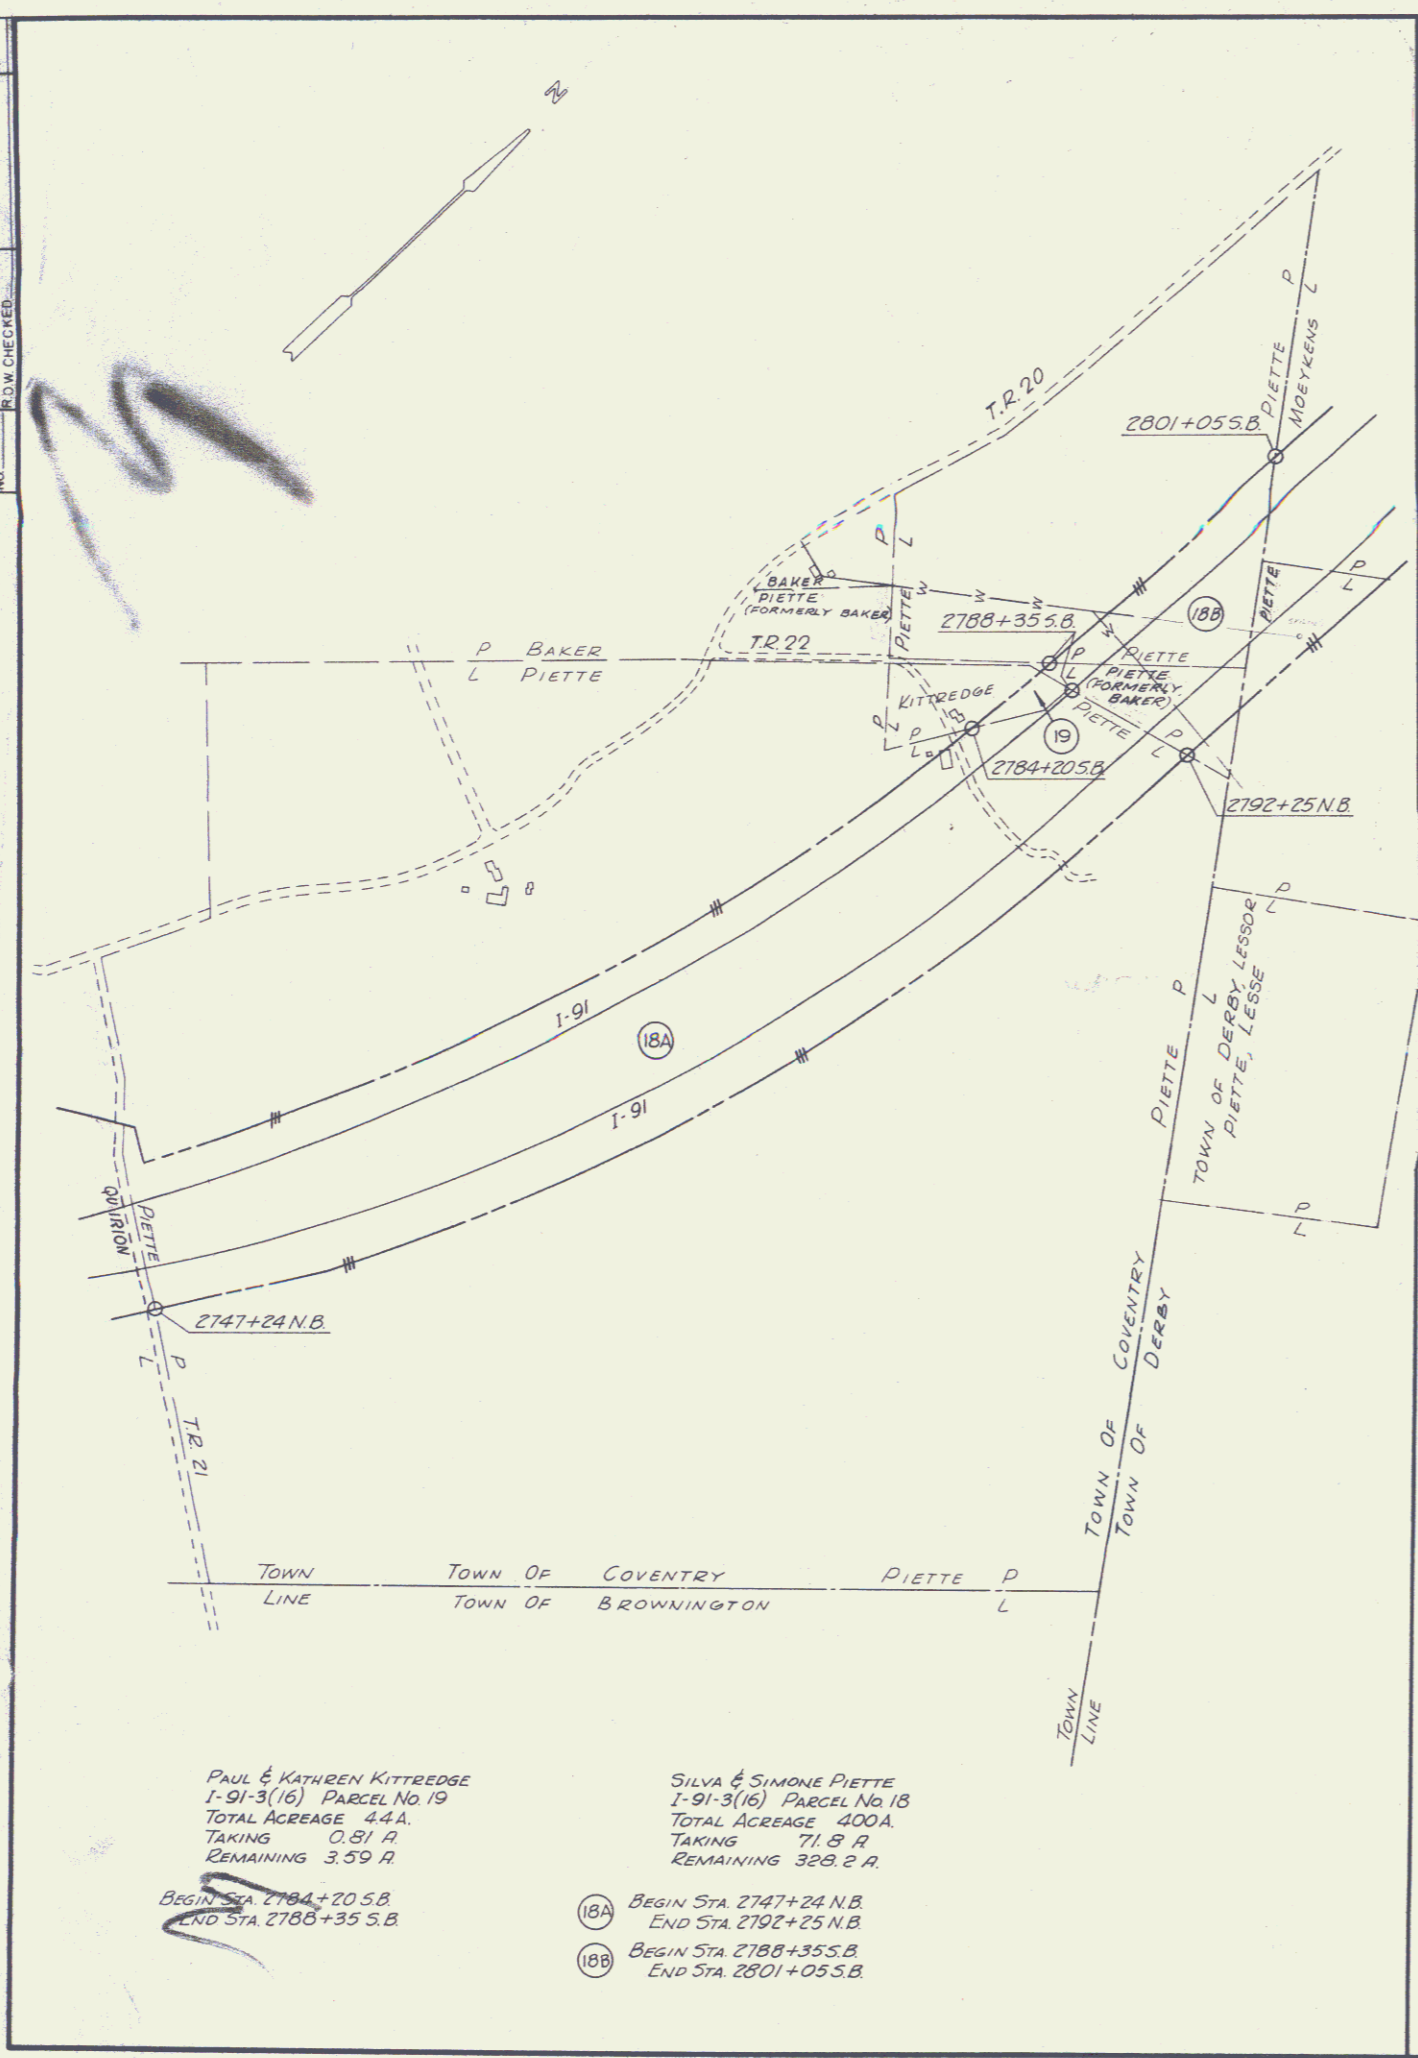 R.O.W. CHECKED
NO.
N
T.R. 20
P
L
PIETTE
MOEYKENS
2801+05 S.B.
P
L
BAKER
PIETTE
(FORMERLY BAKER)
PIETTE
W W W
W
18B
PIETTE
P
L
2788+35 S.B.
T.R. 22
P BAKER
L PIETTE
P
L
PIETTE
PIETTE
(FORMERLY
BAKER)
PIETTE
KITTREDGE
P
L
P
L
19
P
L
2784+20 S.B.
2792+25 N.B.
P
L
I-91
18A
I-91
PIETTE P
L
TOWN OF DERBY, LESSOR
PIETTE, LESSE
P
L
QUIRION
PIETTE
2747+24 N.B.
P
L
T.R. 21
TOWN OF COVENTRY
TOWN OF DERBY
TOWN TOWN OF COVENTRY PIETTE P
LINE TOWN OF BROWNINGTON L
TOWN
LINE
PAUL & KATHREN KITTREDGE
I-91-3(16) PARCEL No. 19
TOTAL ACREAGE 4.4 A.
TAKING 0.81 A.
REMAINING 3.59 A.
BEGIN STA. 2784+20 S.B.
END STA. 2788+35 S.B.
SILVA & SIMONE PIETTE
I-91-3(16) PARCEL No. 18
TOTAL ACREAGE 400 A.
TAKING 71.8 A
REMAINING 328.2 A.
18A BEGIN STA. 2747+24 N.B.
END STA. 2792+25 N.B.
18B BEGIN STA. 2788+35 S.B.
END STA. 2801+05 S.B.